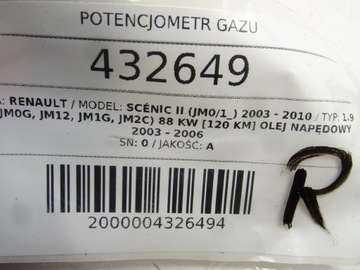 POTENCJOMETR GAZU
432649
: RENAULT / MODEL: SCÉNIC II (JM0/1_) 2003 - 2010 / TYP: 1.9
JM0G, JM12, JM1G, JM2C) 88 KW [120 KM] OLEJ NAPĘDOWY
2003 - 2006
SN: 0 / JAKOŚĆ: A
2000004326494
R